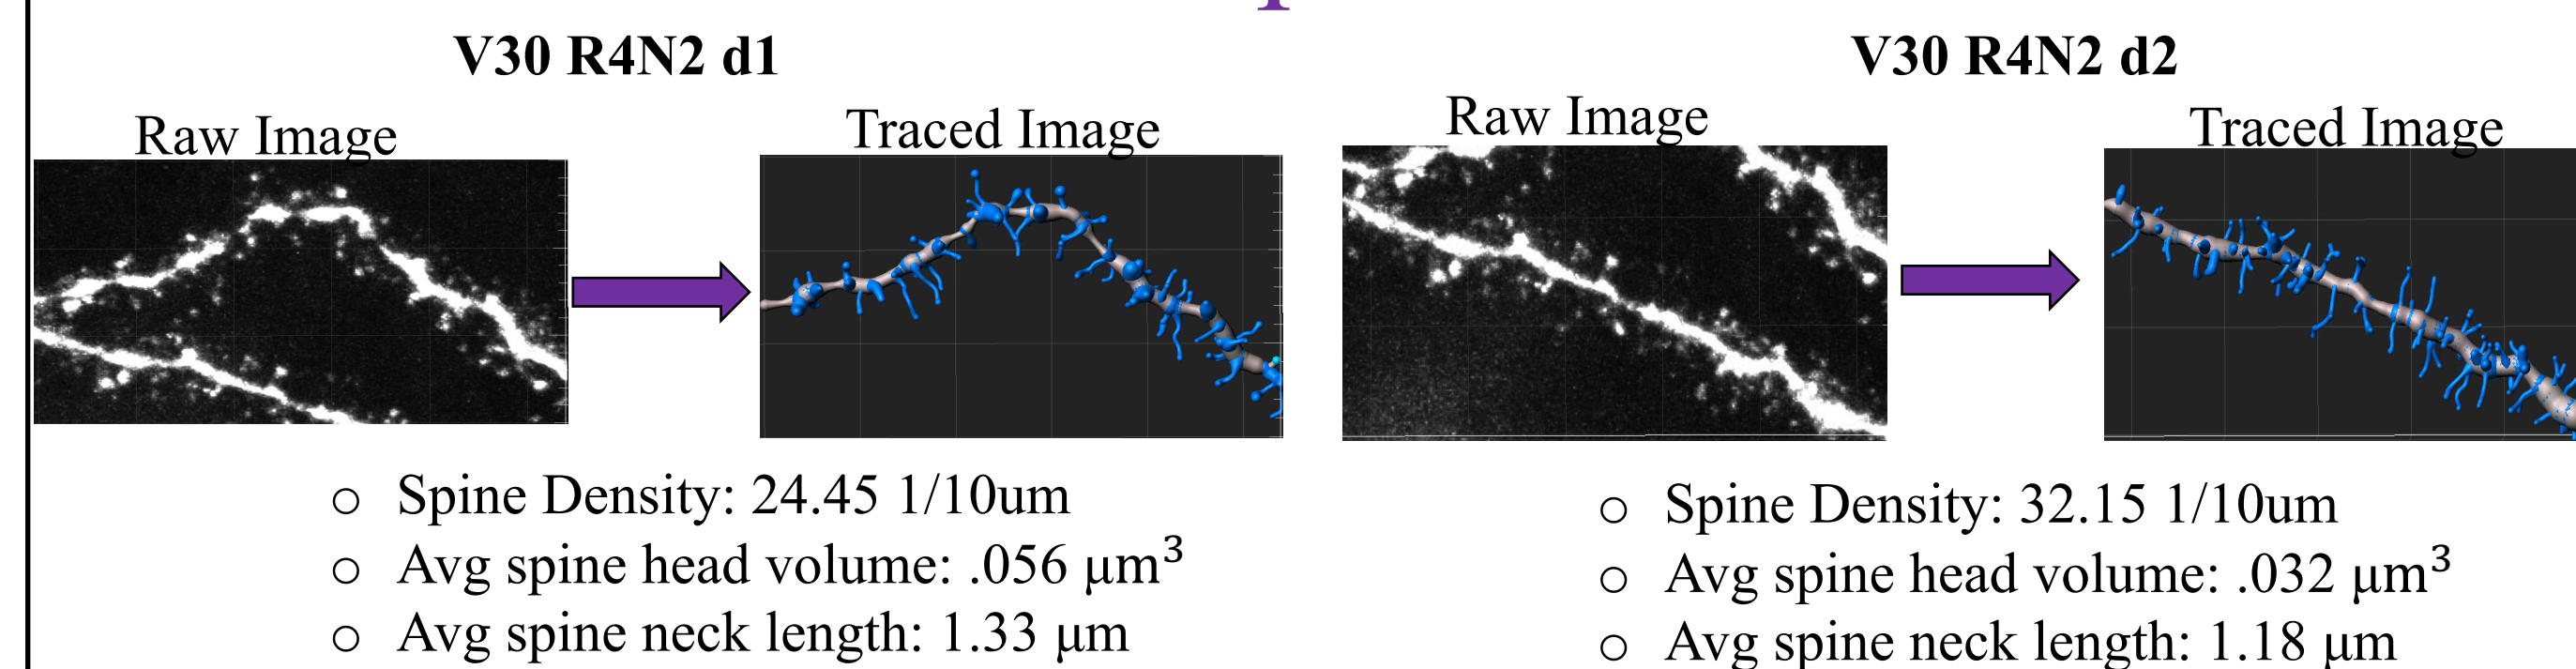 V30 R4N2 d1
Raw Image
Traced Image
○ Spine Density: 24.45 1/10um
○ Avg spine head volume: .056 μm³
○ Avg spine neck length: 1.33 μm
V30 R4N2 d2
Raw Image
Traced Image
○ Spine Density: 32.15 1/10um
○ Avg spine head volume: .032 μm³
○ Avg spine neck length: 1.18 μm